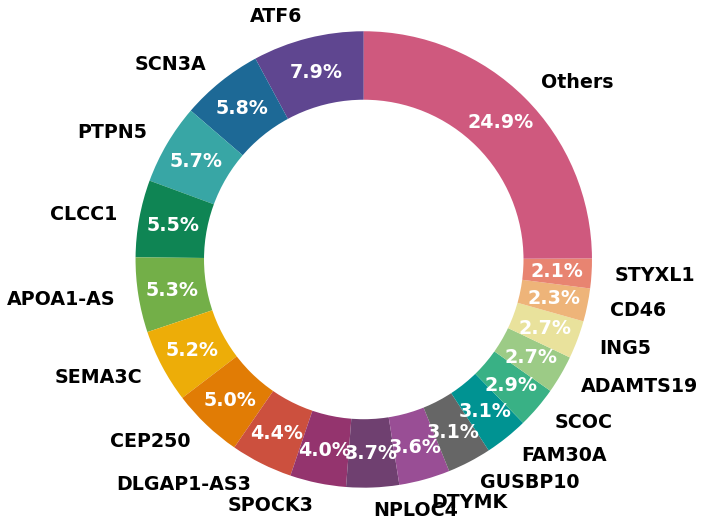 ATF6
7.9%
SCN3A
5.8%
PTPN5
5.7%
CLCC1
5.5%
APOA1-AS
5.3%
SEMA3C
5.2%
CEP250
5.0%
DLGAP1-AS3
4.4%
SPOCK3
4.0%
NPLOC4
3.7%
DTYMK
3.6%
GUSBP10
3.1%
FAM30A
3.1%
SCOC
2.9%
ADAMTS19
2.7%
ING5
2.7%
CD46
2.3%
STYXL1
2.1%
Others
24.9%